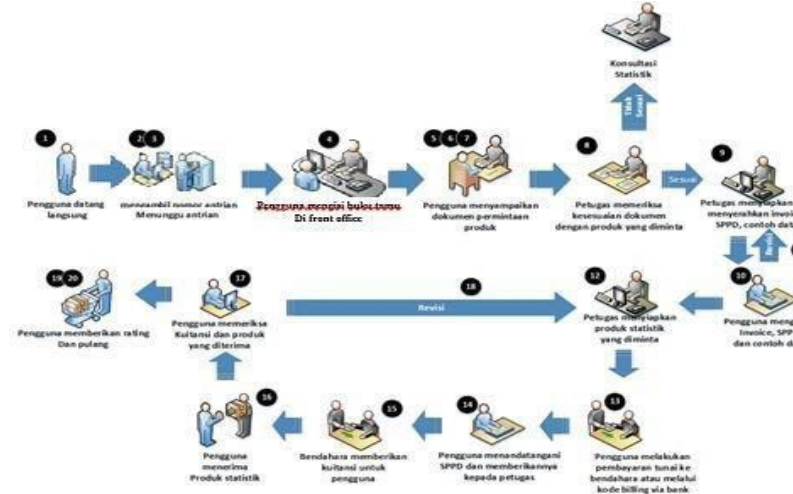 Konsultasi
Statistik
Tidak
Sesuai
1
2 3
4
5 6 7
8
Sesuai
9
Pengguna datang
langsung
mengambil nomor antrian
Menunggu antrian
Pengguna mengisi buku tamu
Di front office
Pengguna menyampaikan
dokumen permintaan
produk
Petugas memeriksa
kesesuaian dokumen
dengan produk yang diminta
Petugas menyiapkan
menyerahkan invoi
SPPD, contoh dat
Revisi
19 20
17
18
Revisi
12
10
Pengguna memberikan rating
Dan pulang
Pengguna memeriksa
Kuitansi dan produk
yang diterima
Petugas menyiapkan
produk statistik
yang diminta
Pengguna meng
Invoice, SPP
dan contoh d
16
15
14
13
Pengguna
menerima
Produk statistik
Bendahara memberikan
kuitansi untuk
pengguna
Pengguna menandatangani
SPPD dan memberikannya
kepada petugas
Pengguna melakukan
pembayaran tunai ke
bendahara atau melalui
kode billing via bank